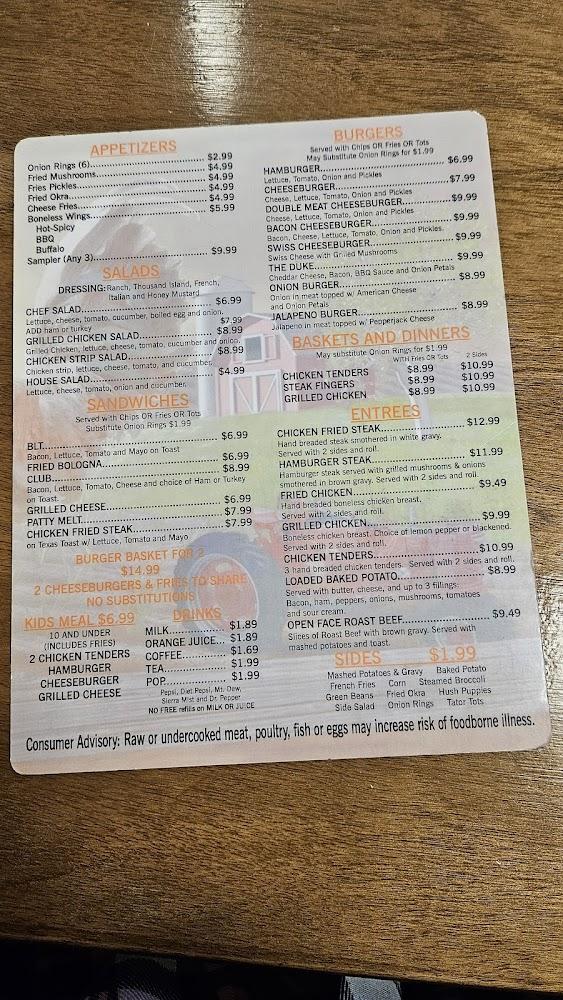 APPETIZERS
Onion Rings (6)..................... $2.99
Fried Mushrooms..................... $4.99
Fries Pickles..................... $4.99
Fried Okra..................... $4.99
Cheese Fries..................... $4.99
Boneless Wings..................... $5.99
Hot-Spicy
BBQ
Buffalo
Sampler (Any 3)..................... $9.99
SALADS
DRESSING: Ranch, Thousand Island, French,
Italian and Honey Mustard
CHEF SALAD..................... $6.99
Lettuce, cheese, tomato, cucumber, boiled egg and onion.
ADD ham or turkey $7.99
GRILLED CHICKEN SALAD..................... $8.99
Grilled Chicken, lettuce, cheese, tomato, cucumber and onion.
CHICKEN STRIP SALAD..................... $8.99
Chicken strip, lettuce, cheese, tomato, and cucumber.
HOUSE SALAD..................... $4.99
Lettuce, cheese, tomato, onion and cucumber.
SANDWICHES
Served with Chips OR Fries OR Tots
Substitute Onion Rings $1.99
BLT..................... $6.99
Bacon, Lettuce, Tomato and Mayo on Toast
FRIED BOLOGNA..................... $6.99
CLUB..................... $8.99
Bacon, Lettuce, Tomato, Cheese and choice of Ham or Turkey
on Toast.
GRILLED CHEESE..................... $6.99
PATTY MELT..................... $7.99
CHICKEN FRIED STEAK..................... $7.99
on Texas Toast w/ Lettuce, Tomato and Mayo
BURGER BASKET FOR 2
$14.99
2 CHEESEBURGERS & FRIES TO SHARE
NO SUBSTITUTIONS
KIDS MEAL $6.99
10 AND UNDER
(INCLUDES FRIES)
2 CHICKEN TENDERS
HAMBURGER
CHEESEBURGER
GRILLED CHEESE
DRINKS
MILK............ $1.89
ORANGE JUICE... $1.89
COFFEE............ $1.69
TEA............ $1.99
POP............ $1.99
Pepsi, Diet Pepsi, Mt. Dew,
Sierra Mist and Dr. Pepper.
NO FREE refills on MILK OR JUICE
BURGERS
Served with Chips OR Fries OR Tots
May Substitute Onion Rings for $1.99
HAMBURGER..................... $6.99
Lettuce, Tomato, Onion and Pickles
CHEESEBURGER..................... $7.99
Cheese, Lettuce, Tomato, Onion and Pickles
DOUBLE MEAT CHEESEBURGER..................... $9.99
Cheese, Lettuce, Tomato, Onion and Pickles
BACON CHEESEBURGER..................... $9.99
Bacon, Cheese, Lettuce, Tomato, Onion and Pickles.
SWISS CHEESEBURGER..................... $9.99
Swiss Cheese with Grilled Mushrooms
THE DUKE..................... $9.99
Cheddar Cheese, Bacon, BBQ Sauce and Onion Petals
ONION BURGER..................... $8.99
Onion in meat topped w/ American Cheese
and Onion Petals
JALAPENO BURGER..................... $8.99
Jalapeno in meat topped w/ Pepperjack Cheese
BASKETS AND DINNERS
May substitute Onion Rings for $1.99
WITH Fries OR Tots 2 Sides
CHICKEN TENDERS $8.99 $10.99
STEAK FINGERS $8.99 $10.99
GRILLED CHICKEN $8.99 $10.99
ENTREES
CHICKEN FRIED STEAK..................... $12.99
Hand breaded steak smothered in white gravy.
Served with 2 sides and roll.
HAMBURGER STEAK..................... $11.99
Hamburger steak served with grilled mushrooms & onions
smothered in brown gravy. Served with 2 sides and roll.
FRIED CHICKEN..................... $9.49
Hand breaded boneless chicken breast.
Served with 2 sides and roll.
GRILLED CHICKEN..................... $9.99
Boneless chicken breast. Choice of lemon pepper or blackened.
Served with 2 sides and roll.
CHICKEN TENDERS..................... $10.99
3 hand breaded chicken tenders. Served with 2 sides and roll.
LOADED BAKED POTATO..................... $8.99
Served with butter, cheese, and up to 3 fillings:
Bacon, ham, peppers, onions, mushrooms, tomatoes
and sour cream.
OPEN FACE ROAST BEEF..................... $9.49
Slices of Roast Beef with brown gravy. Served with
mashed potatoes and toast.
SIDES $1.99
Mashed Potatoes & Gravy Baked Potato
French Fries Corn Steamed Broccoli
Green Beans Fried Okra Hush Puppies
Side Salad Onion Rings Tater Tots
Consumer Advisory: Raw or undercooked meat, poultry, fish or eggs may increase risk of foodborne illness.